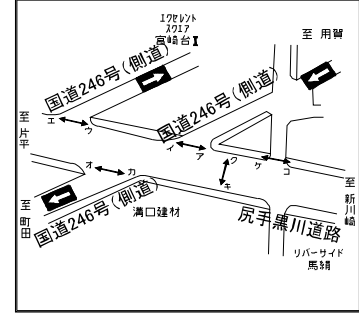 エクセレント
スクエア
宮崎台Ⅱ
至 用賀
国道246号(側道)
国道246号(側道)
至片平
エ
ウ
イ
ア
ク
ケ
コ
オ
カ
キ
至町田
国道246号(側道)
溝口建材
尻手黒川道路
至新川崎
リバーサイド
馬絹